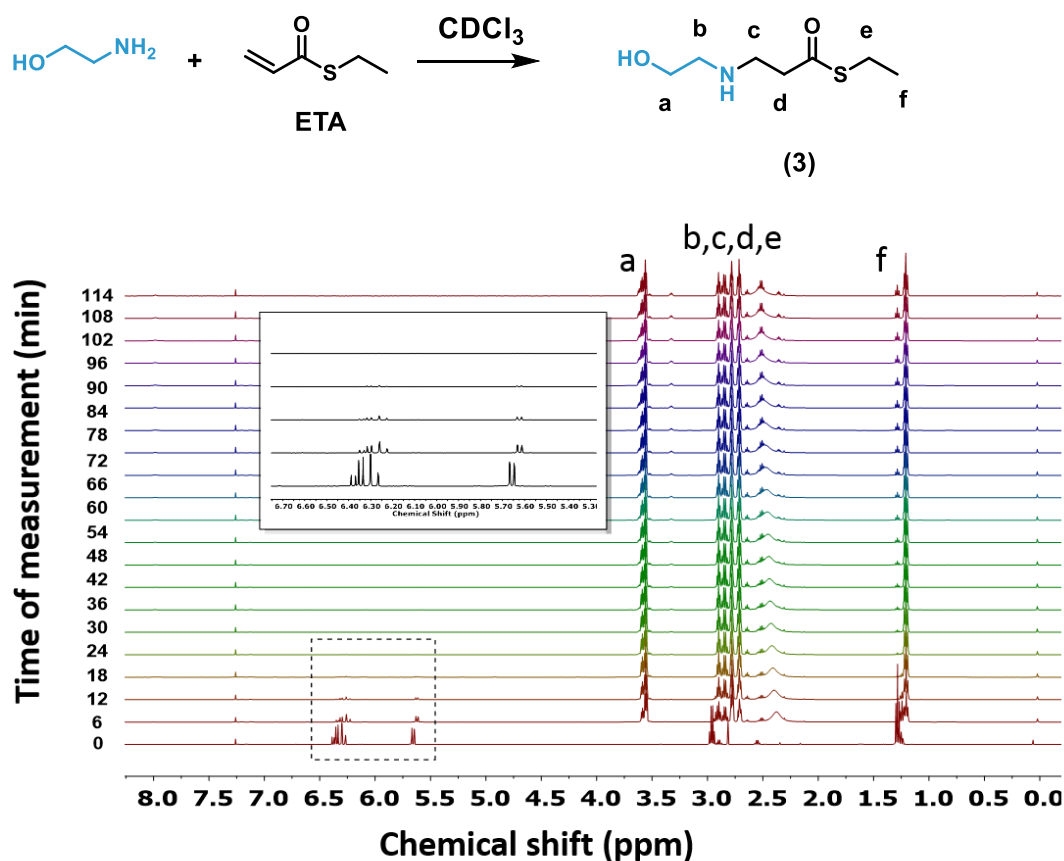 HO
NH2
+
O
S
ETA
CDCl3
b
c
O
e
HO
N
H
S
a
d
f
(3)
b,c,d,e
a
f
Time of measurement (min)
114
108
102
96
90
84
78
72
66
60
54
48
42
36
30
24
18
12
6
0
6.70 6.60 6.50 6.40 6.30 6.20 6.10 6.00 5.90 5.80 5.70 5.60 5.50 5.40 5.30
Chemical Shift (ppm)
8.0 7.5 7.0 6.5 6.0 5.5 5.0 4.5 4.0 3.5 3.0 2.5 2.0 1.5 1.0 0.5 0.0
Chemical shift (ppm)